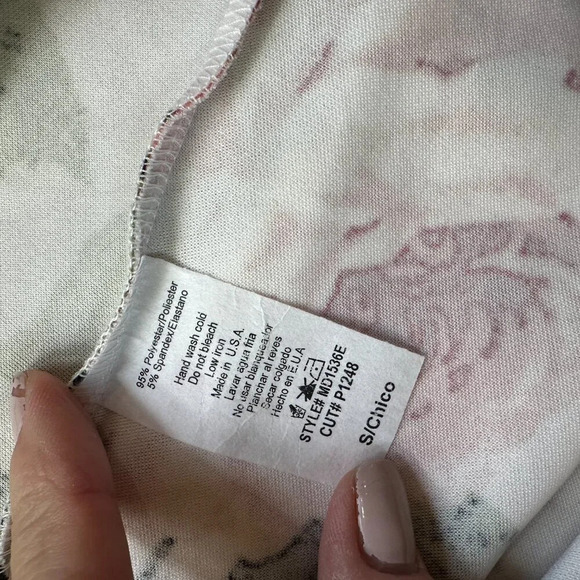 95% Polyester/Poliester
5% Spandex/Elastano
Hand wash cold
Do not bleach
Low iron
Made in U.S.A.
Lavar agua fria
No usar blanqueador
Planchar al reves
Secar colgado
Hecho en E.U.A
STYLE# MD1536E
CUT# P1248
S/Chico